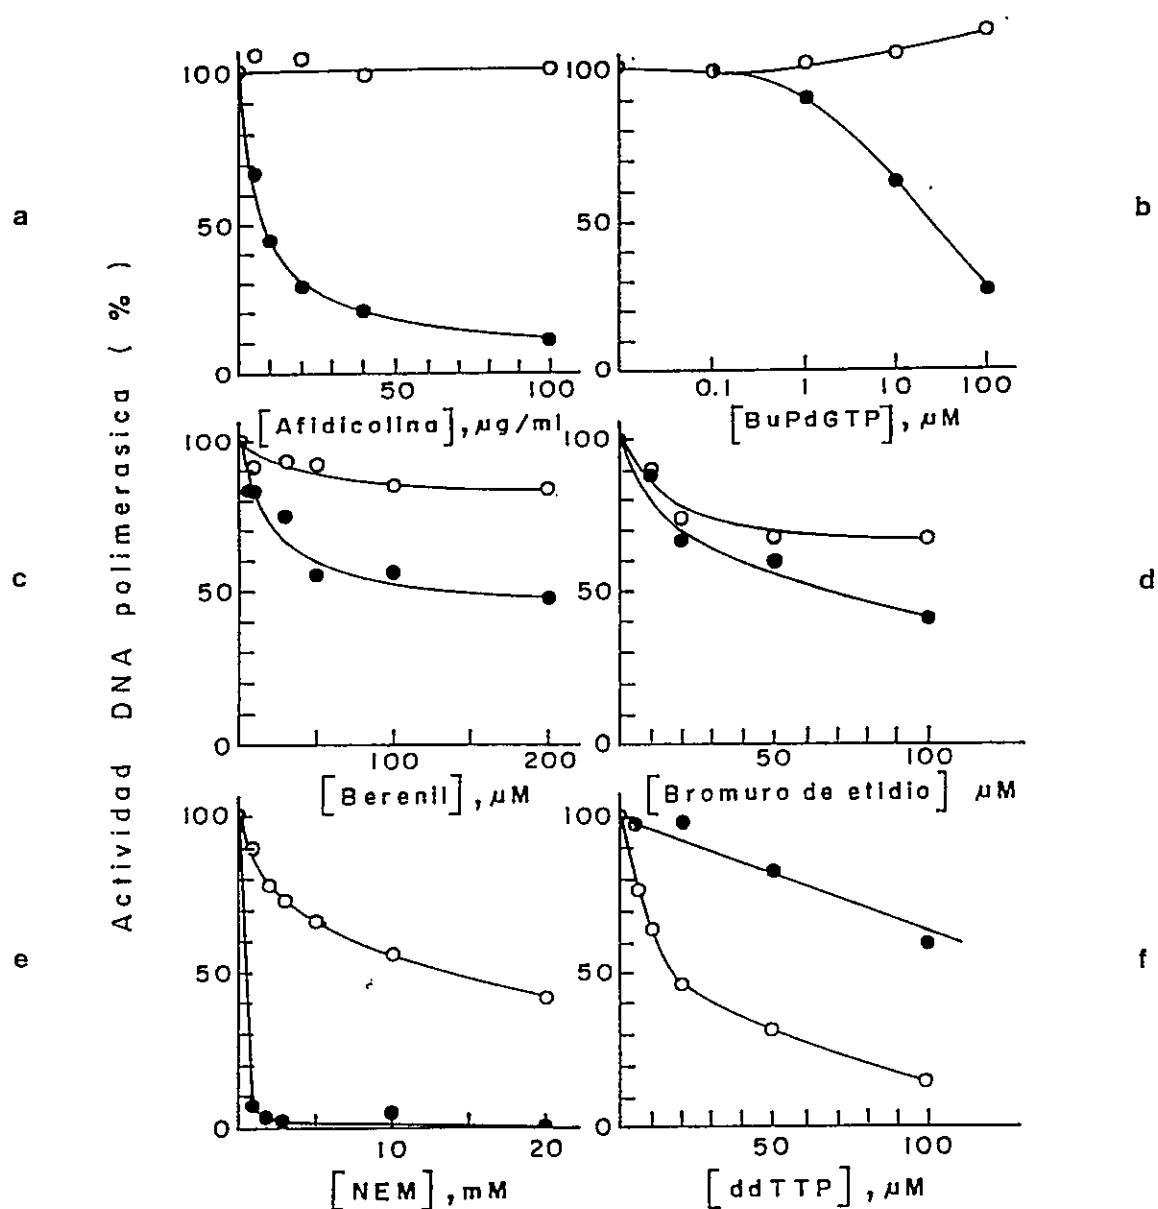 a
b
c
d
e
f
Actividad DNA polimerasica ( % )
100
50
0
50
100
[Afidicolina], µg/ml
100
50
0
0.1
1
10
100
[BuPdGTP], µM
100
50
0
100
200
[Berenil], µM
100
50
0
50
100
[Bromuro de etidio] µM
100
50
0
10
20
[NEM], mM
100
50
0
50
100
[ddTTP], µM